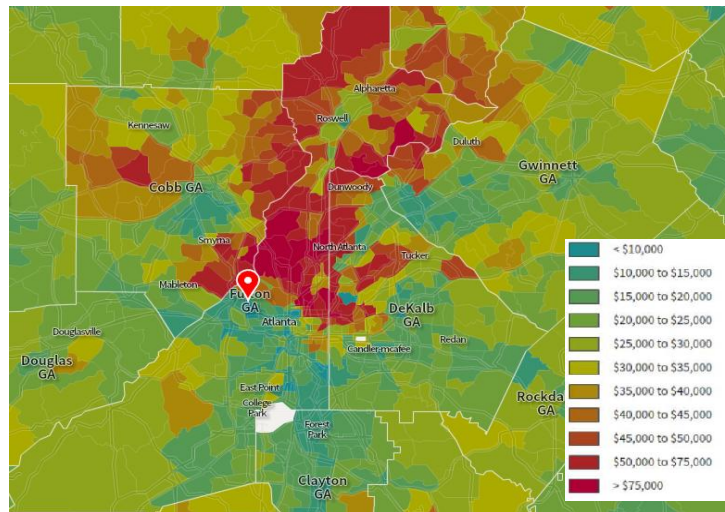 Alpharetta
Roswell
Kennesaw
Duluth
Gwinnett
GA
Cobb GA
Dunwoody
Smyrna
North Atlanta
Tucker
Mableton
Fulton
GA
Atlanta
DeKalb
GA
Douglasville
Candler-mcafee
Redan
Douglas
GA
East Point
College
Park
Rockda
GA
Forest
Park
Clayton
GA
< $10,000
$10,000 to $15,000
$15,000 to $20,000
$20,000 to $25,000
$25,000 to $30,000
$30,000 to $35,000
$35,000 to $40,000
$40,000 to $45,000
$45,000 to $50,000
$50,000 to $75,000
> $75,000